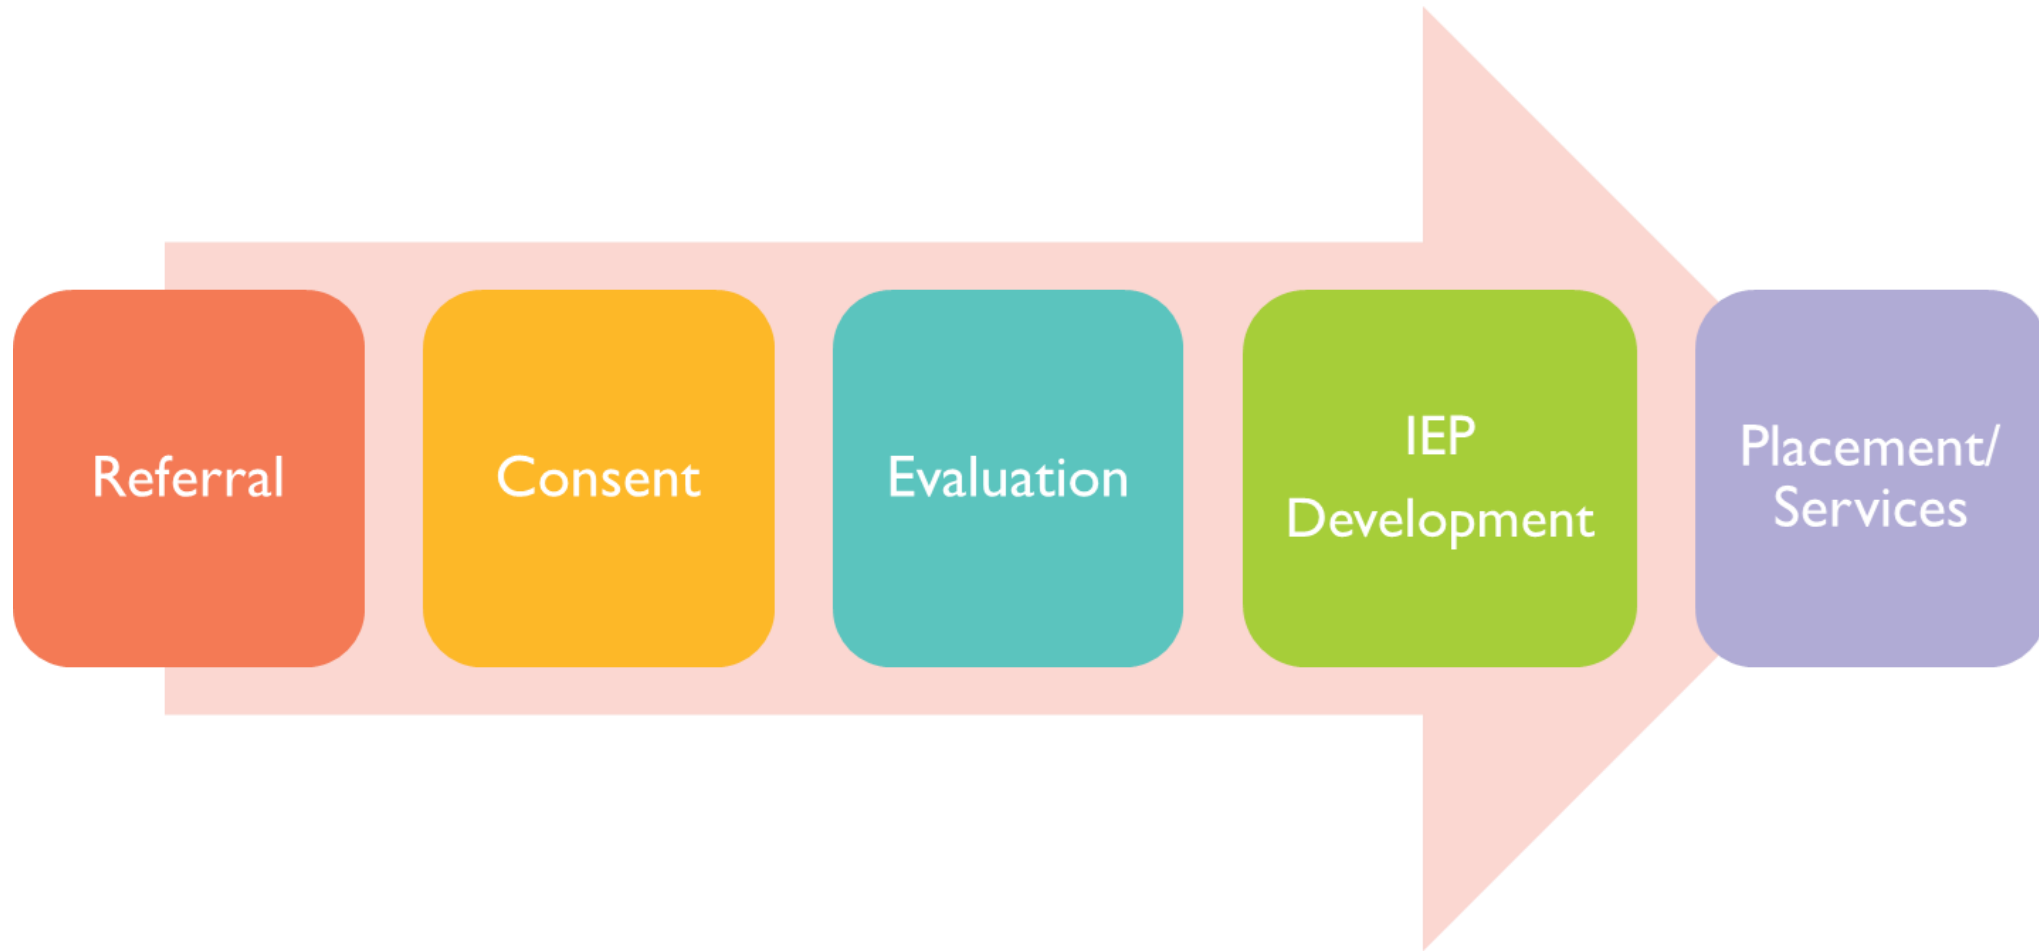 Referral
Consent
Evaluation
IEP
Development
Placement/
Services